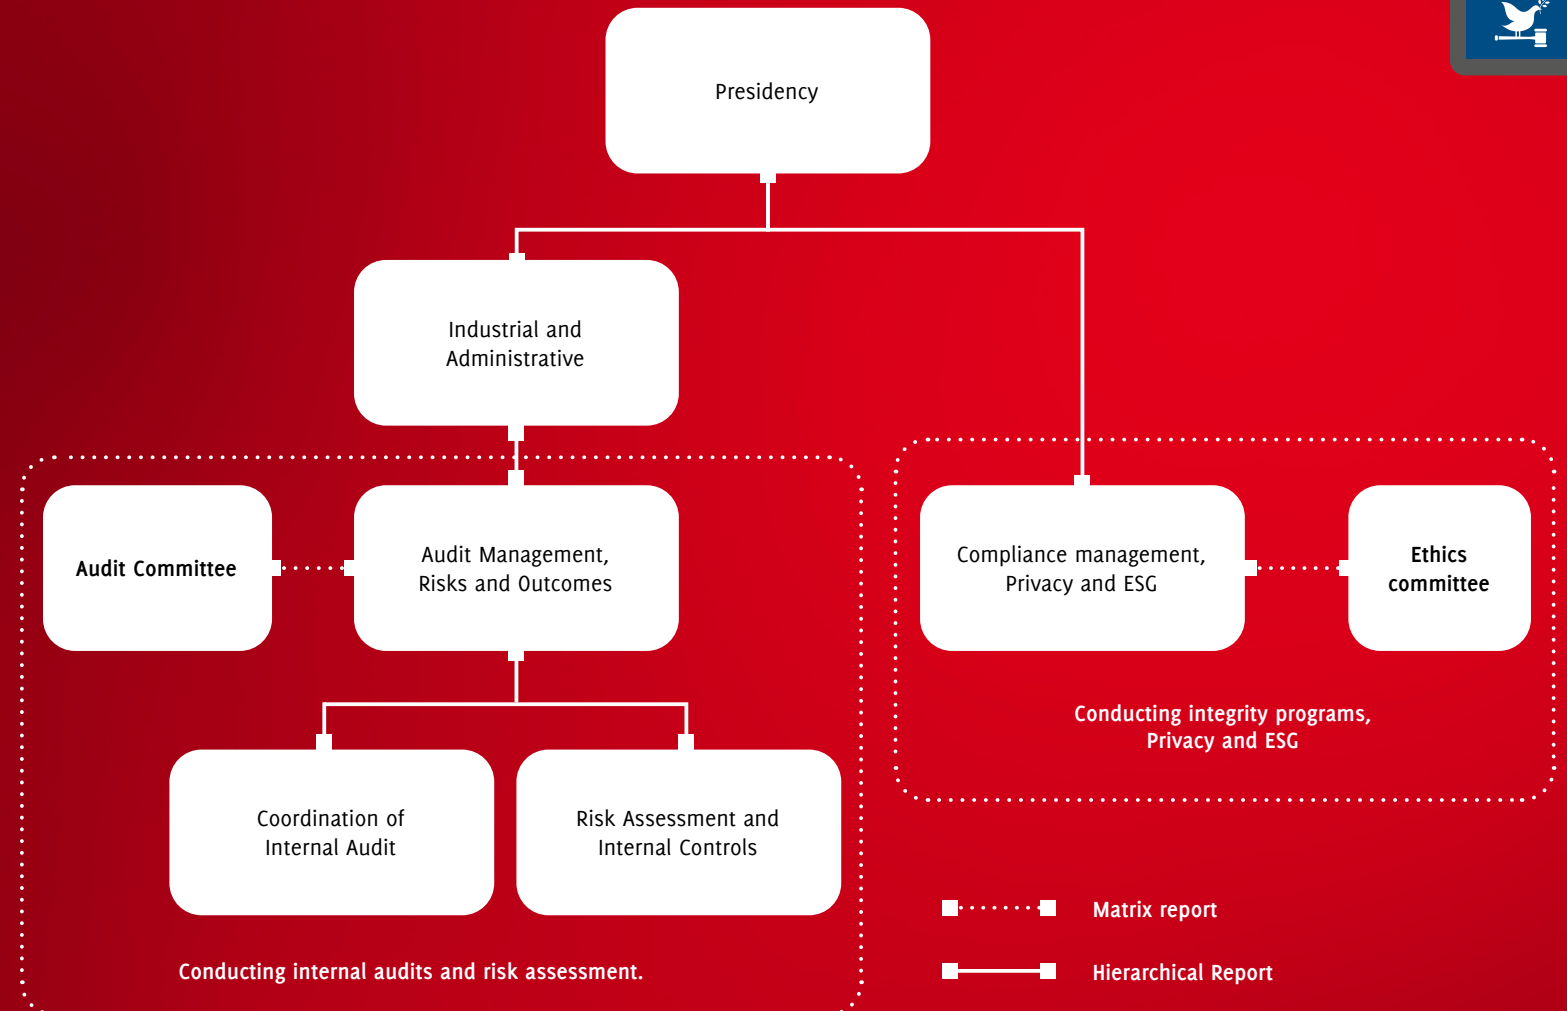 Presidency
Industrial and
Administrative
Audit Committee
Audit Management,
Risks and Outcomes
Compliance management,
Privacy and ESG
Ethics
committee
Conducting integrity programs,
Privacy and ESG
Coordination of
Internal Audit
Risk Assessment and
Internal Controls
Matrix report
Conducting internal audits and risk assessment.
Hierarchical Report